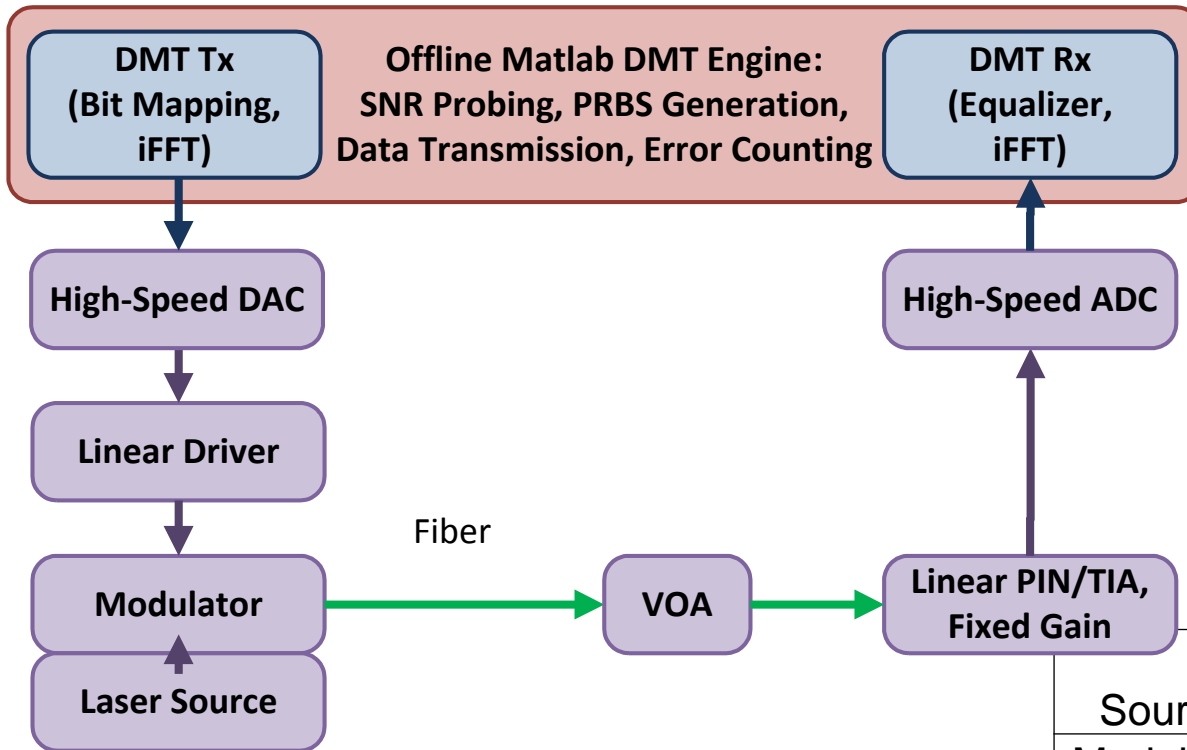 DMT Tx
(Bit Mapping,
iFFT)
Offline Matlab DMT Engine:
SNR Probing, PRBS Generation,
Data Transmission, Error Counting
DMT Rx
(Equalizer,
iFFT)
High-Speed DAC
High-Speed ADC
Linear Driver
Fiber
Modulator
VOA
Linear PIN/TIA,
Fixed Gain
Laser Source
Sour